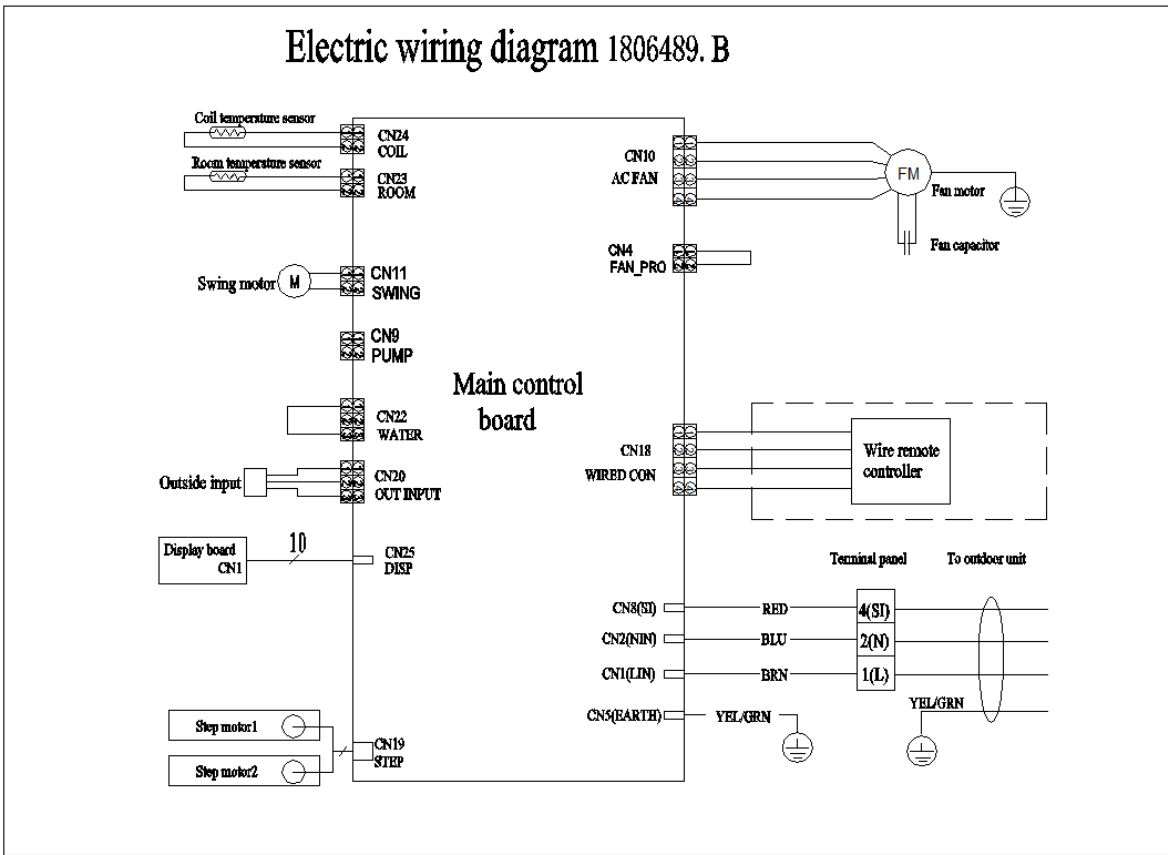 Electric wiring diagram 1806489. B
Coil temperature sensor
CN24
COIL
Room temperature sensor
CN23
ROOM
Swing motor
M
CN11
SWING
CN9
PUMP
CN22
WATER
Outside input
CN20
OUT INPUT
Display board
CN1
10
CN25
DISP
Step motor1
Step motor2
CN19
STEP
Main control
board
CN10
AC FAN
FM
Fan motor
Fan capacitor
CN4
FAN_PRO
CN18
WIRED CON
Wire remote
controller
Terminal panel
To outdoor unit
CN8(SI)
RED
4(SI)
CN2(NIN)
BLU
2(N)
CN1(LIN)
BRN
1(L)
CN5(EARTH)
YEL/GRN
YEL/GRN